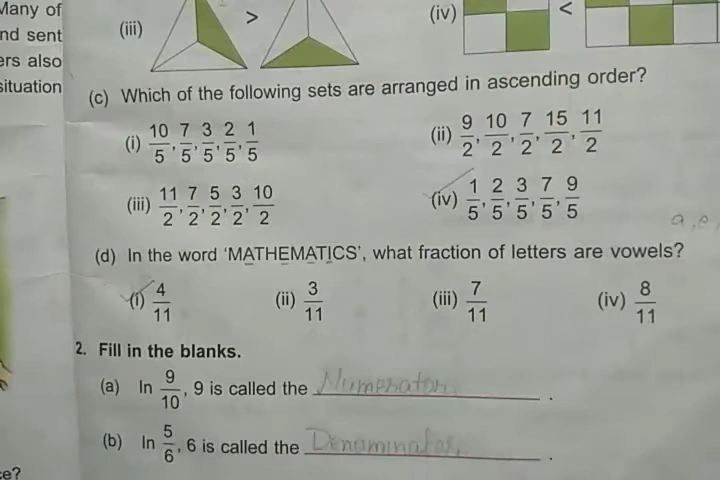 Many of
nd sent
ers also
situation
(iii) >
(iv) <
(c) Which of the following sets are arranged in ascending order?
(i) 10/5, 7/5, 3/5, 2/5, 1/5
(ii) 9/2, 10/2, 7/2, 15/2, 11/2
(iii) 11/2, 7/2, 5/2, 3/2, 10/2
(iv) 1/5, 2/5, 3/5, 7/5, 9/5
a, e,
(d) In the word ‘MATHEMATICS’, what fraction of letters are vowels?
(i) 4/11 (ii) 3/11 (iii) 7/11 (iv) 8/11
2. Fill in the blanks.
(a) In 9/10, 9 is called the Numerator .
(b) In 5/6, 6 is called the Denaminator .
ce?